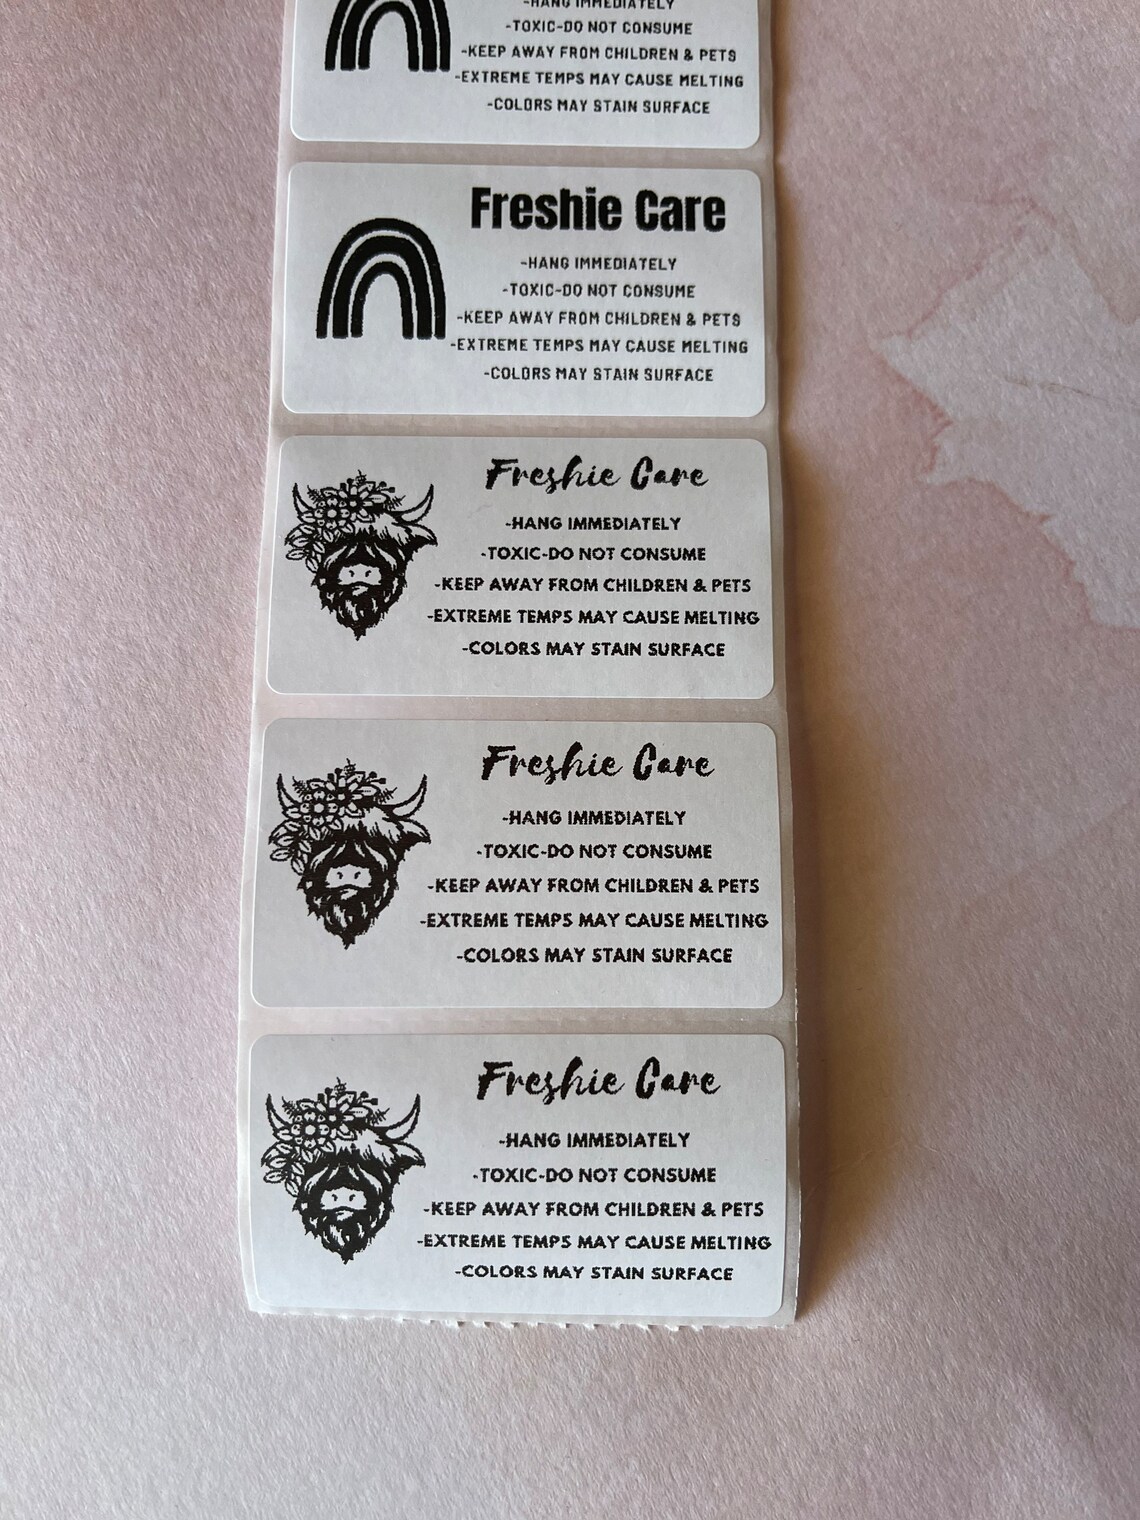 -HANG IMMEDIATELY
-TOXIC-DO NOT CONSUME
-KEEP AWAY FROM CHILDREN & PETS
-EXTREME TEMPS MAY CAUSE MELTING
-COLORS MAY STAIN SURFACE
Freshie Care
-HANG IMMEDIATELY
-TOXIC-DO NOT CONSUME
-KEEP AWAY FROM CHILDREN & PETS
-EXTREME TEMPS MAY CAUSE MELTING
-COLORS MAY STAIN SURFACE
Freshie Care
-HANG IMMEDIATELY
-TOXIC-DO NOT CONSUME
-KEEP AWAY FROM CHILDREN & PETS
-EXTREME TEMPS MAY CAUSE MELTING
-COLORS MAY STAIN SURFACE
Freshie Care
-HANG IMMEDIATELY
-TOXIC-DO NOT CONSUME
-KEEP AWAY FROM CHILDREN & PETS
-EXTREME TEMPS MAY CAUSE MELTING
-COLORS MAY STAIN SURFACE
Freshie Care
-HANG IMMEDIATELY
-TOXIC-DO NOT CONSUME
-KEEP AWAY FROM CHILDREN & PETS
-EXTREME TEMPS MAY CAUSE MELTING
-COLORS MAY STAIN SURFACE